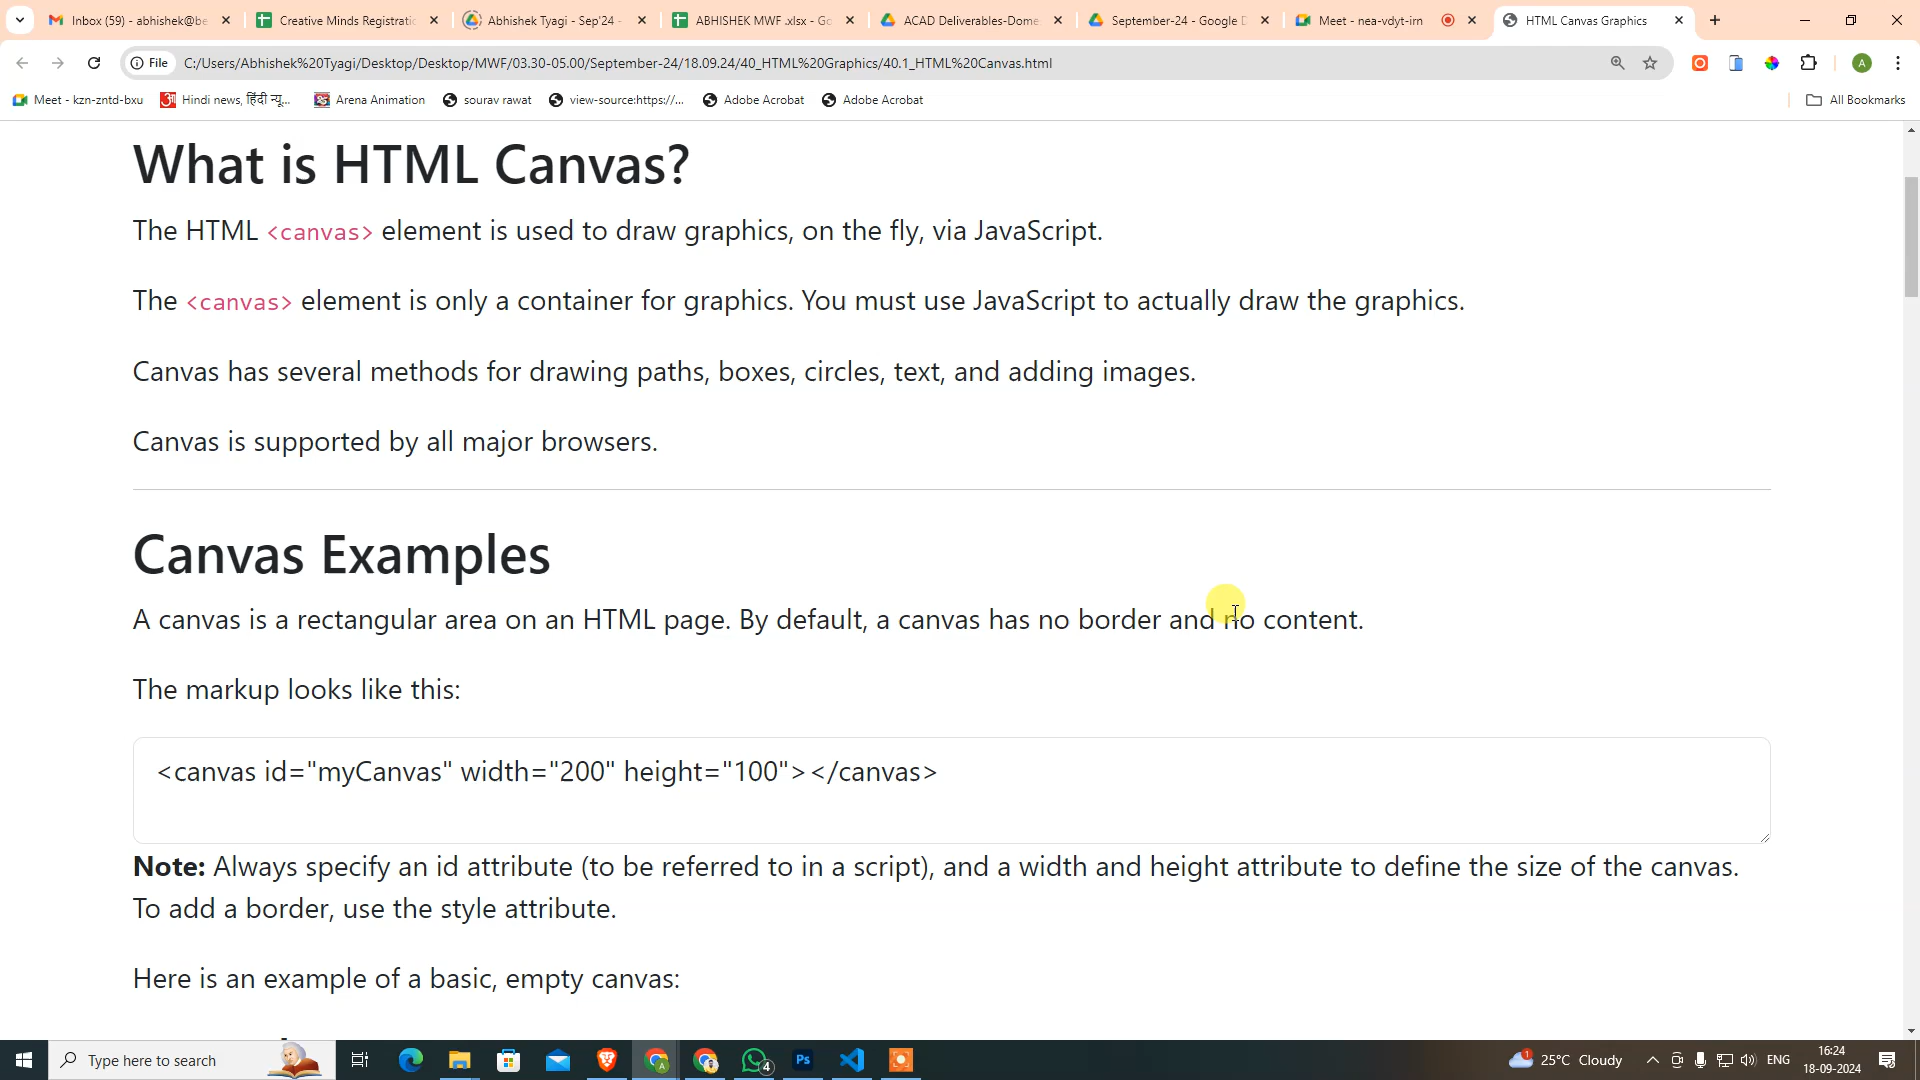 Inbox (59) - abhishek@be
Creative Minds Registratio
Abhishek Tyagi - Sep'24 -
ABHISHEK MWF .xlsx - Go
ACAD Deliverables-Dome
September-24 - Google D
Meet - nea-vdyt-irn
HTML Canvas Graphics
File
C:/Users/Abhishek%20Tyagi/Desktop/Desktop/MWF/03.30-05.00/September-24/18.09.24/40_HTML%20Graphics/40.1_HTML%20Canvas.html
A
Meet - kzn-zntd-bxu
Hindi news, हिंदी न्यू...
Arena Animation
sourav rawat
view-source:https://...
Adobe Acrobat
Adobe Acrobat
All Bookmarks
What is HTML Canvas?
The HTML <canvas> element is used to draw graphics, on the fly, via JavaScript.
The <canvas> element is only a container for graphics. You must use JavaScript to actually draw the graphics.
Canvas has several methods for drawing paths, boxes, circles, text, and adding images.
Canvas is supported by all major browsers.
Canvas Examples
A canvas is a rectangular area on an HTML page. By default, a canvas has no border and no content.
The markup looks like this:
<canvas id="myCanvas" width="200" height="100"></canvas>
Note: Always specify an id attribute (to be referred to in a script), and a width and height attribute to define the size of the canvas.
To add a border, use the style attribute.
Here is an example of a basic, empty canvas:
Type here to search
A
4
Ps
1
25°C Cloudy
ENG
16:24
18-09-2024